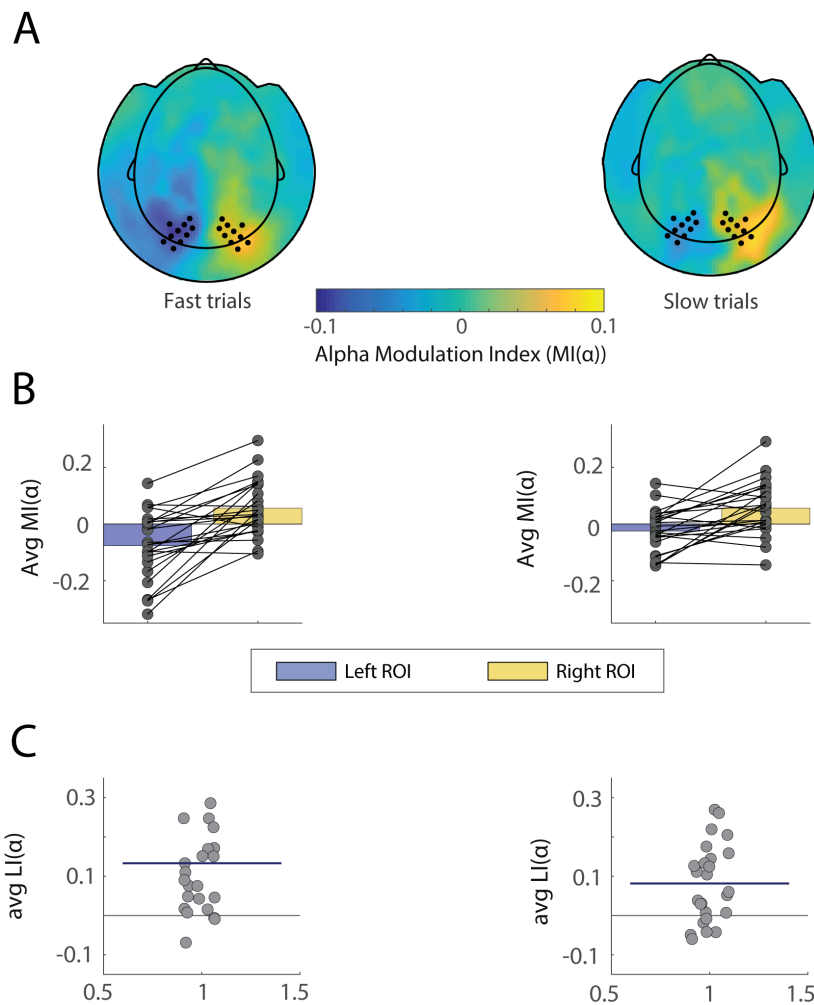 A
Fast trials
Slow trials
-0.1
0
0.1
Alpha Modulation Index (MI(α))
B
Avg MI(α)
0.2
0
-0.2
Avg MI(α)
0.2
0
-0.2
Left ROI
Right ROI
C
avg LI(α)
0.3
0.1
-0.1
0.5
1
1.5
avg LI(α)
0.3
0.1
-0.1
0.5
1
1.5